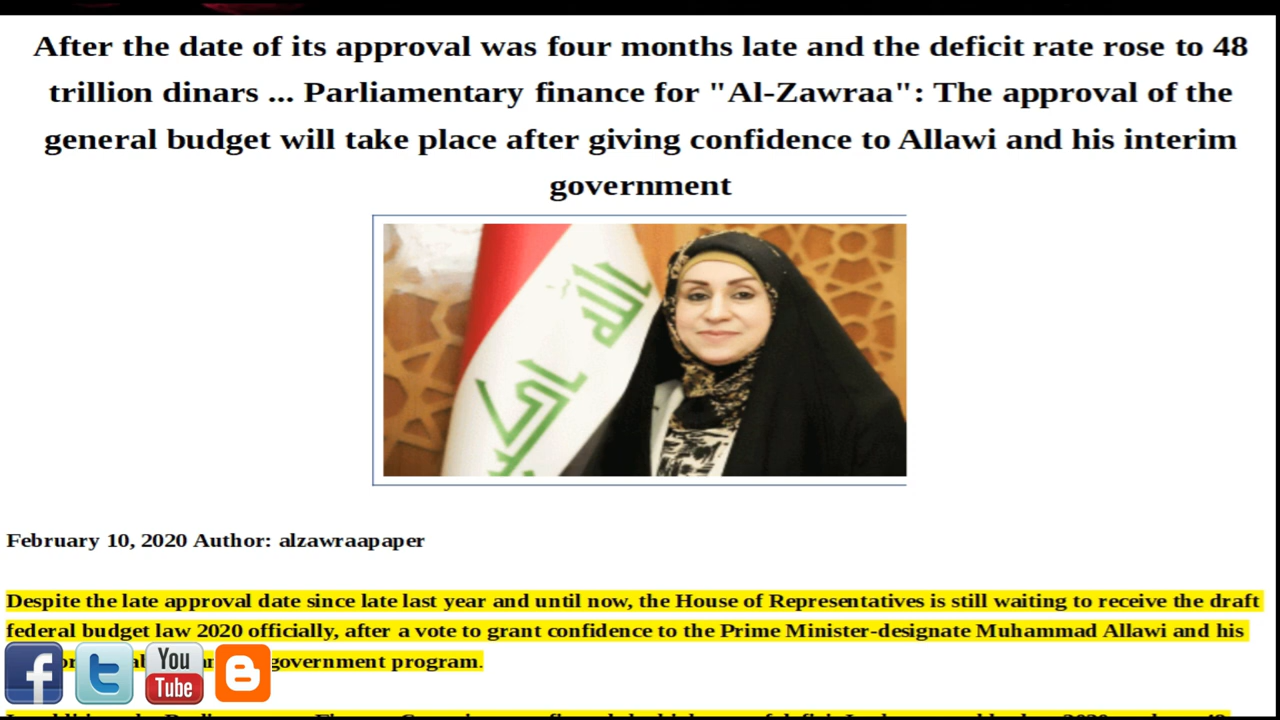 After the date of its approval was four months late and the deficit rate rose to 48
trillion dinars ... Parliamentary finance for "Al-Zawraa": The approval of the
general budget will take place after giving confidence to Allawi and his interim
government
الله
February 10, 2020 Author: alzawraapaper
Despite the late approval date since late last year and until now, the House of Representatives is still waiting to receive the draft
federal budget law 2020 officially, after a vote to grant confidence to the Prime Minister-designate Muhammad Allawi and his
government program.
f
t
You
Tube
B